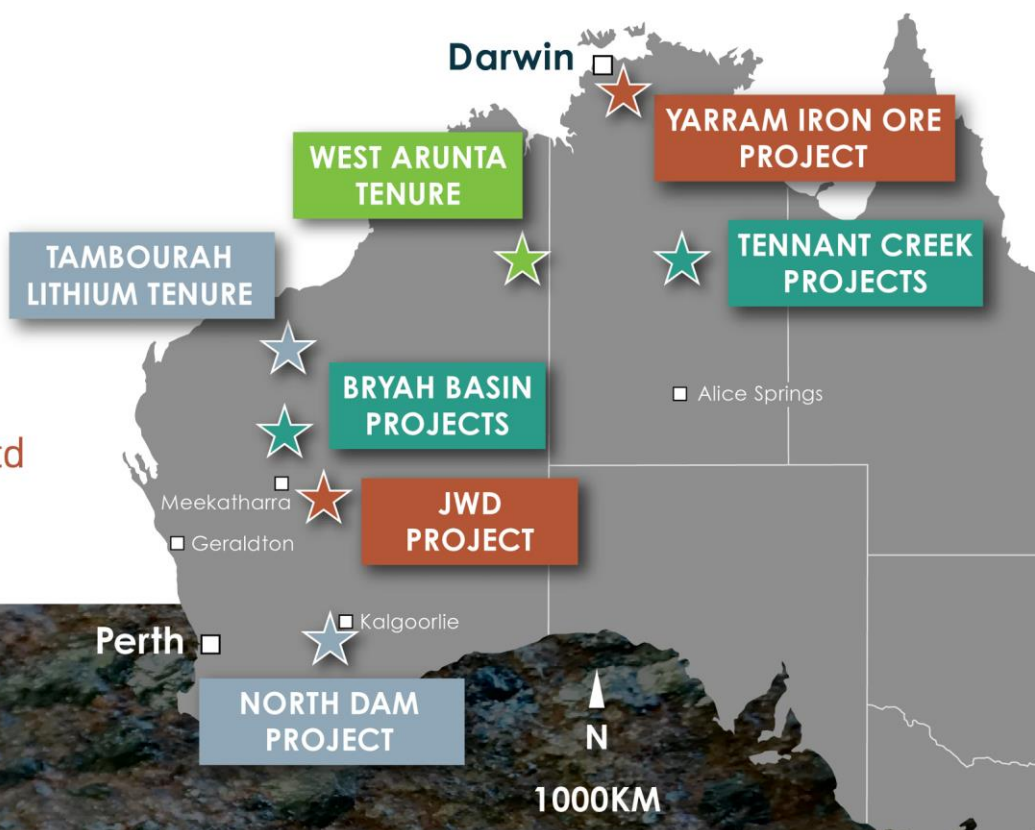 Darwin
YARRAM IRON ORE
PROJECT
WEST ARUNTA
TENURE
TAMBOURAH
LITHIUM TENURE
TENNANT CREEK
PROJECTS
BRYAH BASIN
PROJECTS
Alice Springs
td
Meekatharra
JWD
PROJECT
Geraldton
Kalgoorlie
Perth
NORTH DAM
PROJECT
N
1000KM